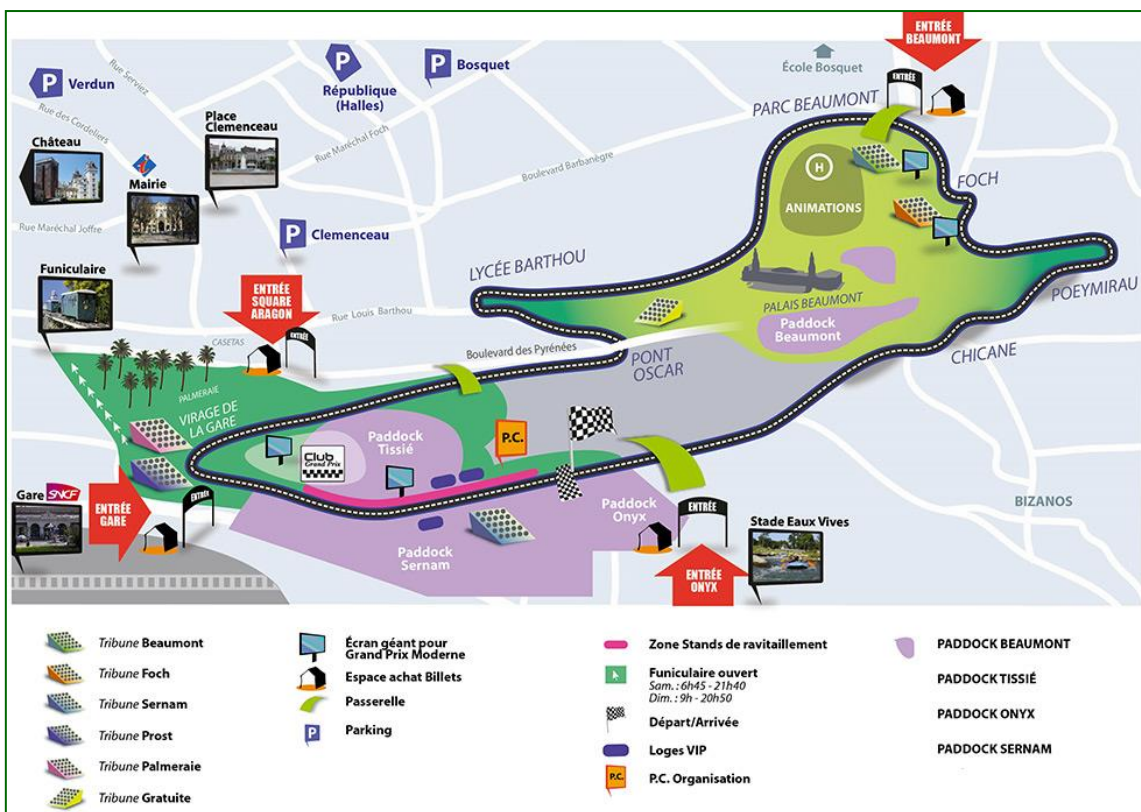 ENTRÉE
BEAUMONT
École Bosquet
ENTRÉE
PARC BEAUMONT
P Verdun
Rue Serviez
P
République
(Halles)
P Bosquet
Rue des Cordeliers
Place
Clemenceau
Rue Maréchal Foch
Boulevard Barbanègre
Château
i
Mairie
H
ANIMATIONS
FOCH
Rue Maréchal Joffre
P Clemenceau
LYCÉE BARTHOU
Funiculaire
ENTRÉE
SQUARE
ARAGON
PALAIS BEAUMONT
POEYMIRAU
Rue Louis Barthou
ENTRÉE
CASETAS
Paddock
Beaumont
Boulevard des Pyrénées
PONT
OSCAR
CHICANE
PALMERAIE
VIRAGE DE
LA GARE
Paddock
Tissié
P.C.
Club
Grand Prix
Gare SNCF
ENTRÉE
GARE
ENTRÉE
Paddock
Onyx
ENTRÉE
BIZANOS
Stade Eaux Vives
Paddock
Sernam
ENTRÉE
ONYX
Tribune Beaumont
Tribune Foch
Tribune Sernam
Tribune Prost
Tribune Palmeraie
Tribune Gratuite
Écran géant pour
Grand Prix Moderne
Espace achat Billets
Passerelle
P Parking
Zone Stands de ravitaillement
Funiculaire ouvert
Sam. : 6h45 - 21h40
Dim. : 9h - 20h50
Départ/Arrivée
Loges VIP
P.C. P.C. Organisation
PADDOCK BEAUMONT
PADDOCK TISSIÉ
PADDOCK ONYX
PADDOCK SERNAM